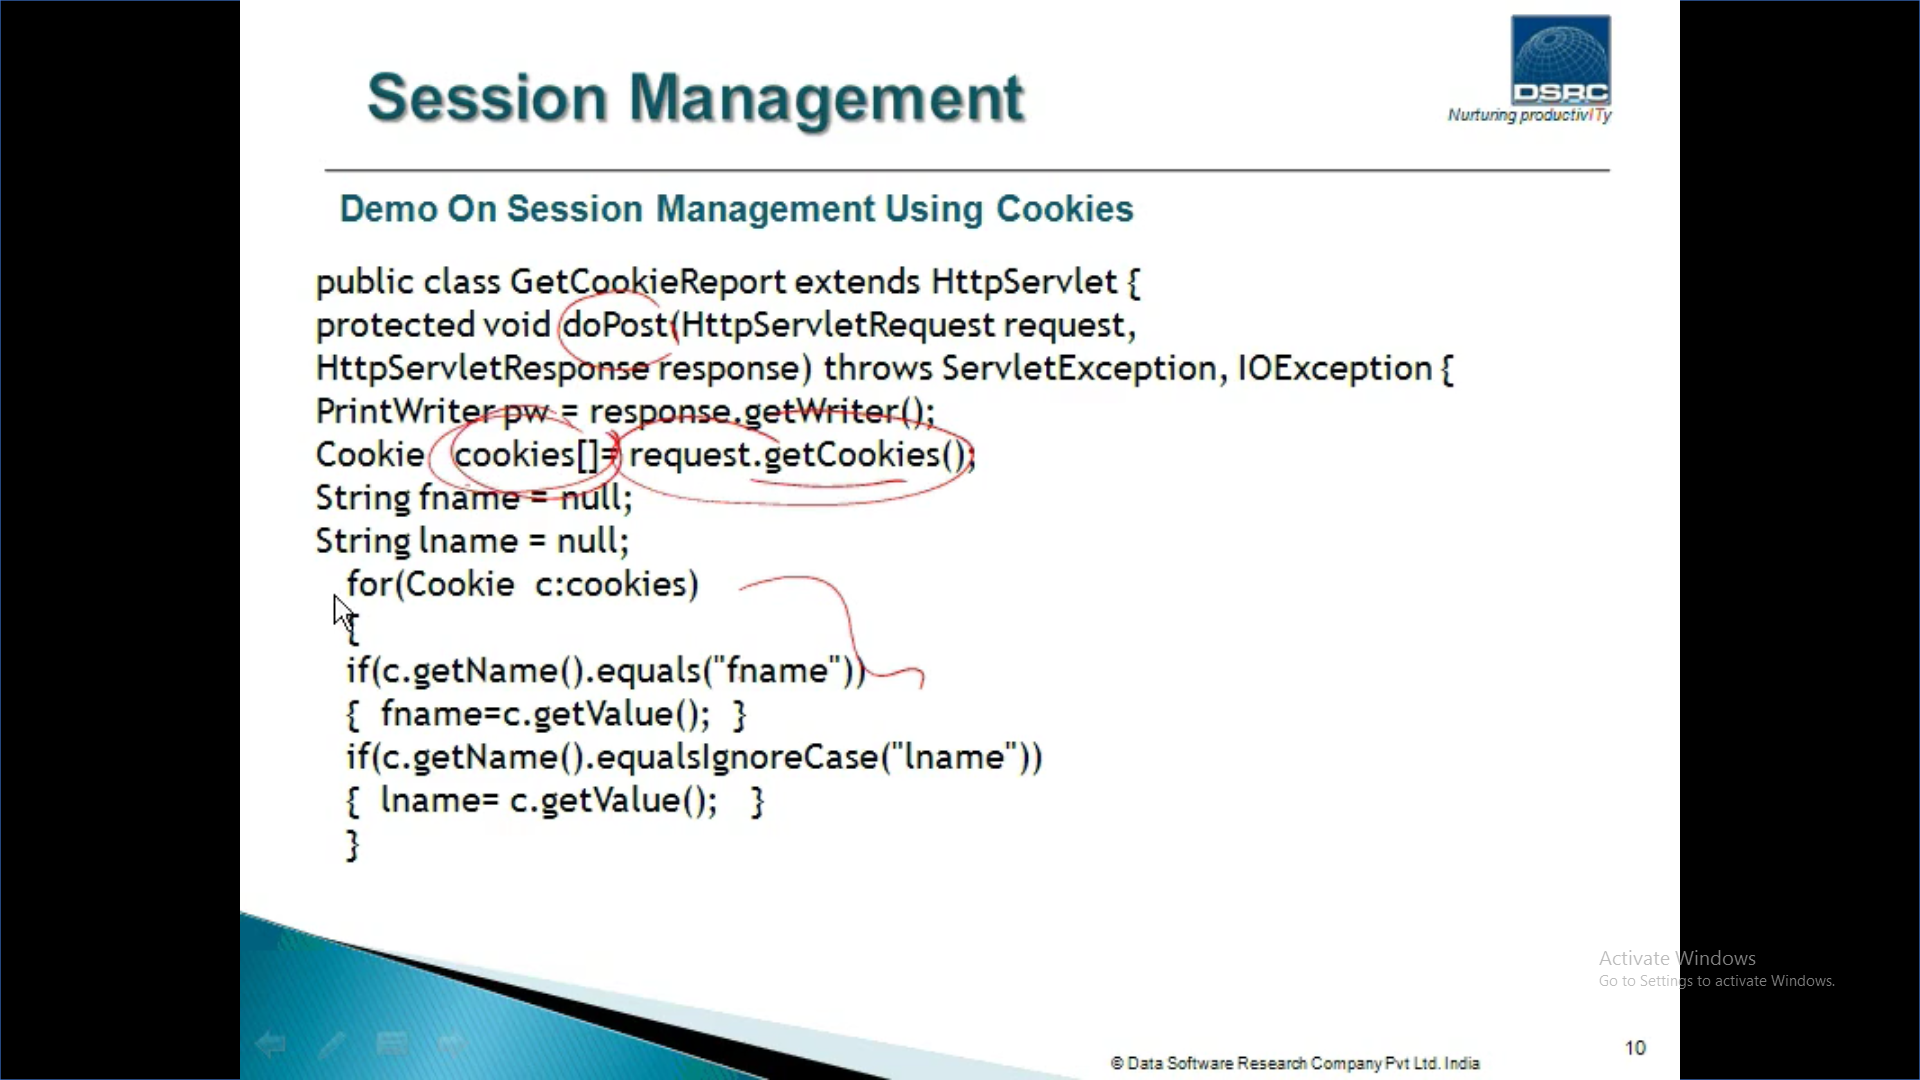 Session Management
DSRC
Nurturing productivITy
Demo On Session Management Using Cookies
public class GetCookieReport extends HttpServlet {
protected void doPost(HttpServletRequest request,
HttpServletResponse response) throws ServletException, IOException {
PrintWriter pw = response.getWriter();
Cookie cookies[]= request.getCookies();
String fname = null;
String lname = null;
for(Cookie c:cookies)
{
if(c.getName().equals("fname"))
{ fname=c.getValue(); }
if(c.getName().equalsIgnoreCase("lname"))
{ lname= c.getValue(); }
}
Activate Windows
Go to Settings to activate Windows.
10
© Data Software Research Company Pvt Ltd. India